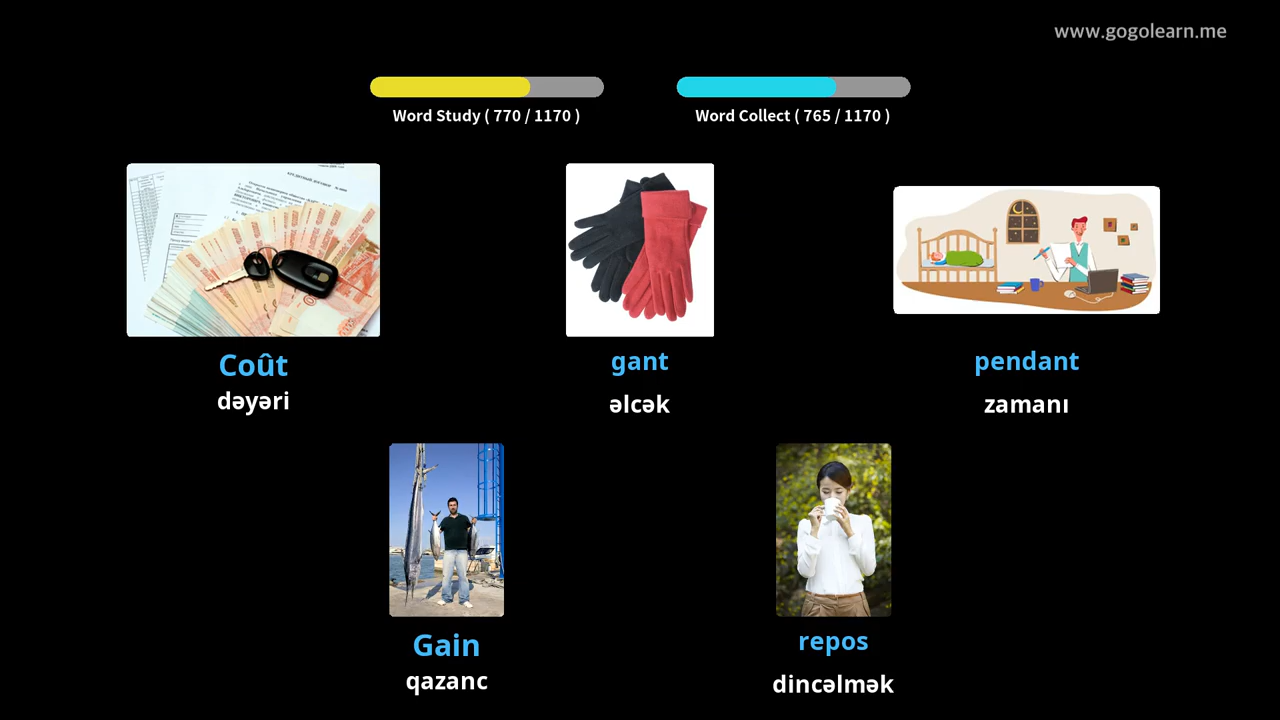 www.gogolearn.me
Word Study ( 770 / 1170 )
Word Collect ( 765 / 1170 )
Coût
dəyəri
gant
əlcək
pendant
zamanı
Gain
qazanc
repos
dincəlmək